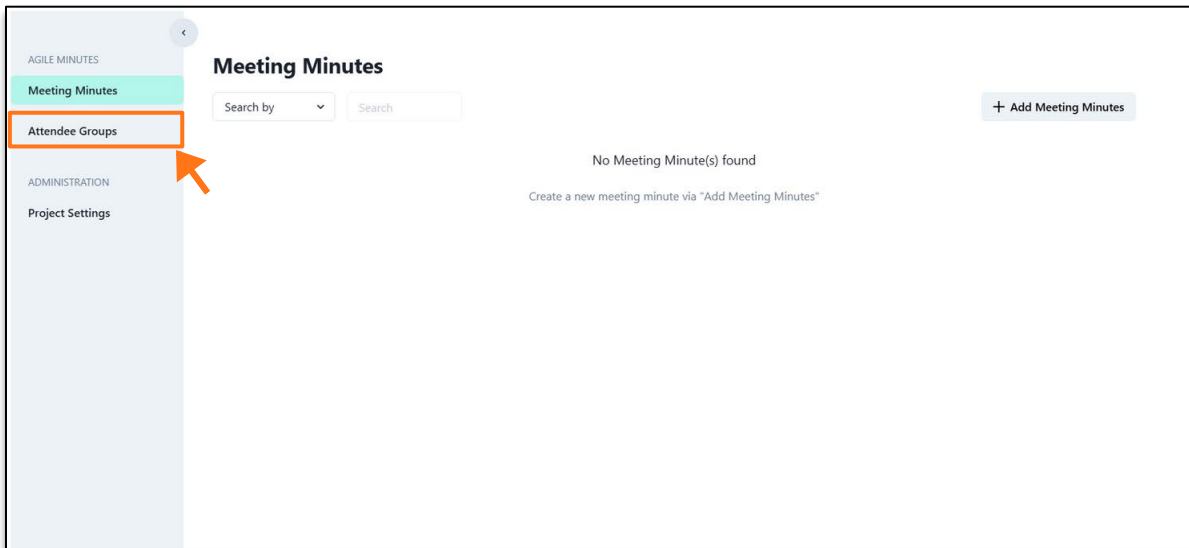 AGILE MINUTES
Meeting Minutes
Attendee Groups
ADMINISTRATION
Project Settings
Meeting Minutes
Search by
Search
+ Add Meeting Minutes
No Meeting Minute(s) found
Create a new meeting minute via "Add Meeting Minutes"